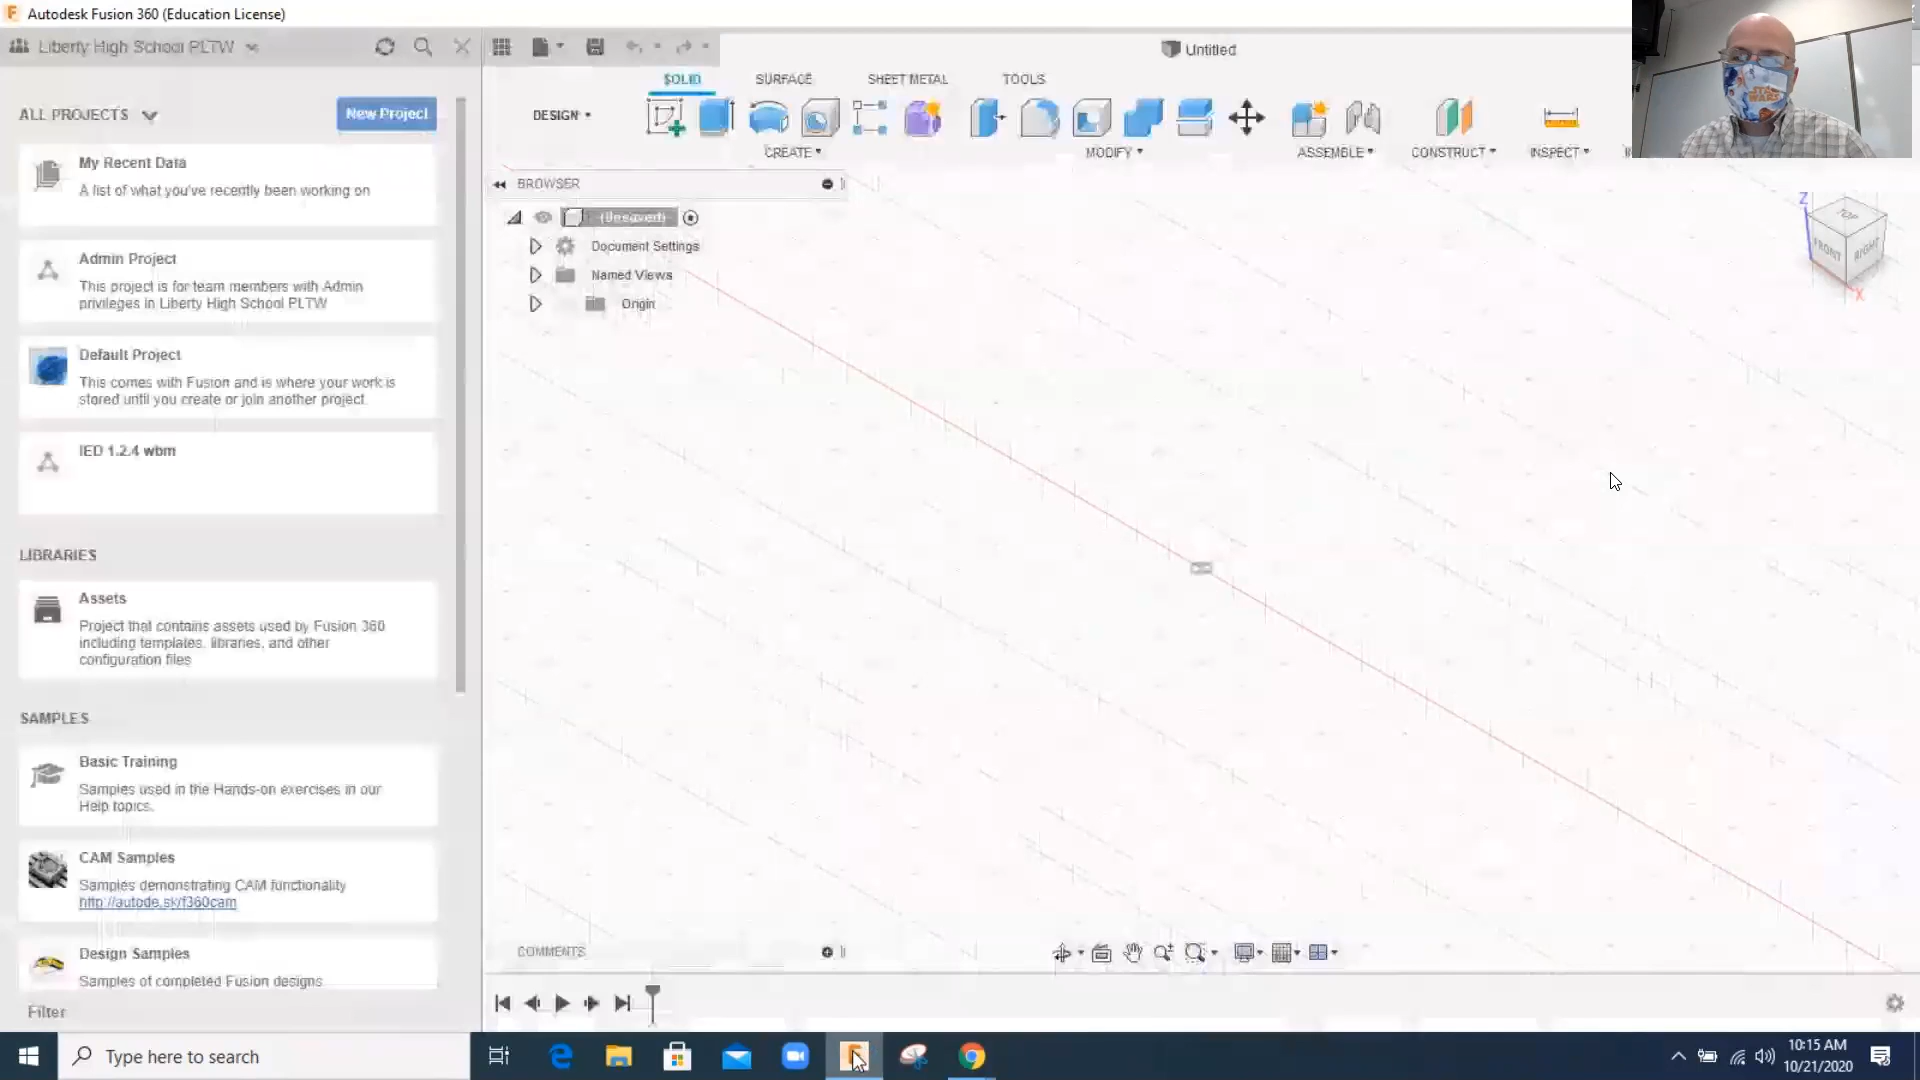 Autodesk Fusion 360 (Education License)
Liberty High School PLTW
Untitled
SOLID
SURFACE
SHEET METAL
TOOLS
DESIGN
CREATE
MODIFY
ASSEMBLE
CONSTRUCT
INSPECT
STAR
WARS
ALL PROJECTS
New Project
My Recent Data
A list of what you've recently been working on
Admin Project
This project is for team members with Admin
privileges in Liberty High School PLTW
Default Project
This comes with Fusion and is where your work is
stored until you create or join another project.
IED 1.2.4 wbm
LIBRARIES
Assets
Project that contains assets used by Fusion 360
including templates, libraries, and other
configuration files
SAMPLES
Basic Training
Samples used in the Hands-on exercises in our
Help topics.
CAM Samples
Samples demonstrating CAM functionality
http://autode.sk/f360cam
Design Samples
Samples of completed Fusion designs
Filter
BROWSER
(Unsaved)
Document Settings
Named Views
Origin
Z
TOP
FRONT
RIGHT
X
COMMENTS
Type here to search
10:15 AM
10/21/2020